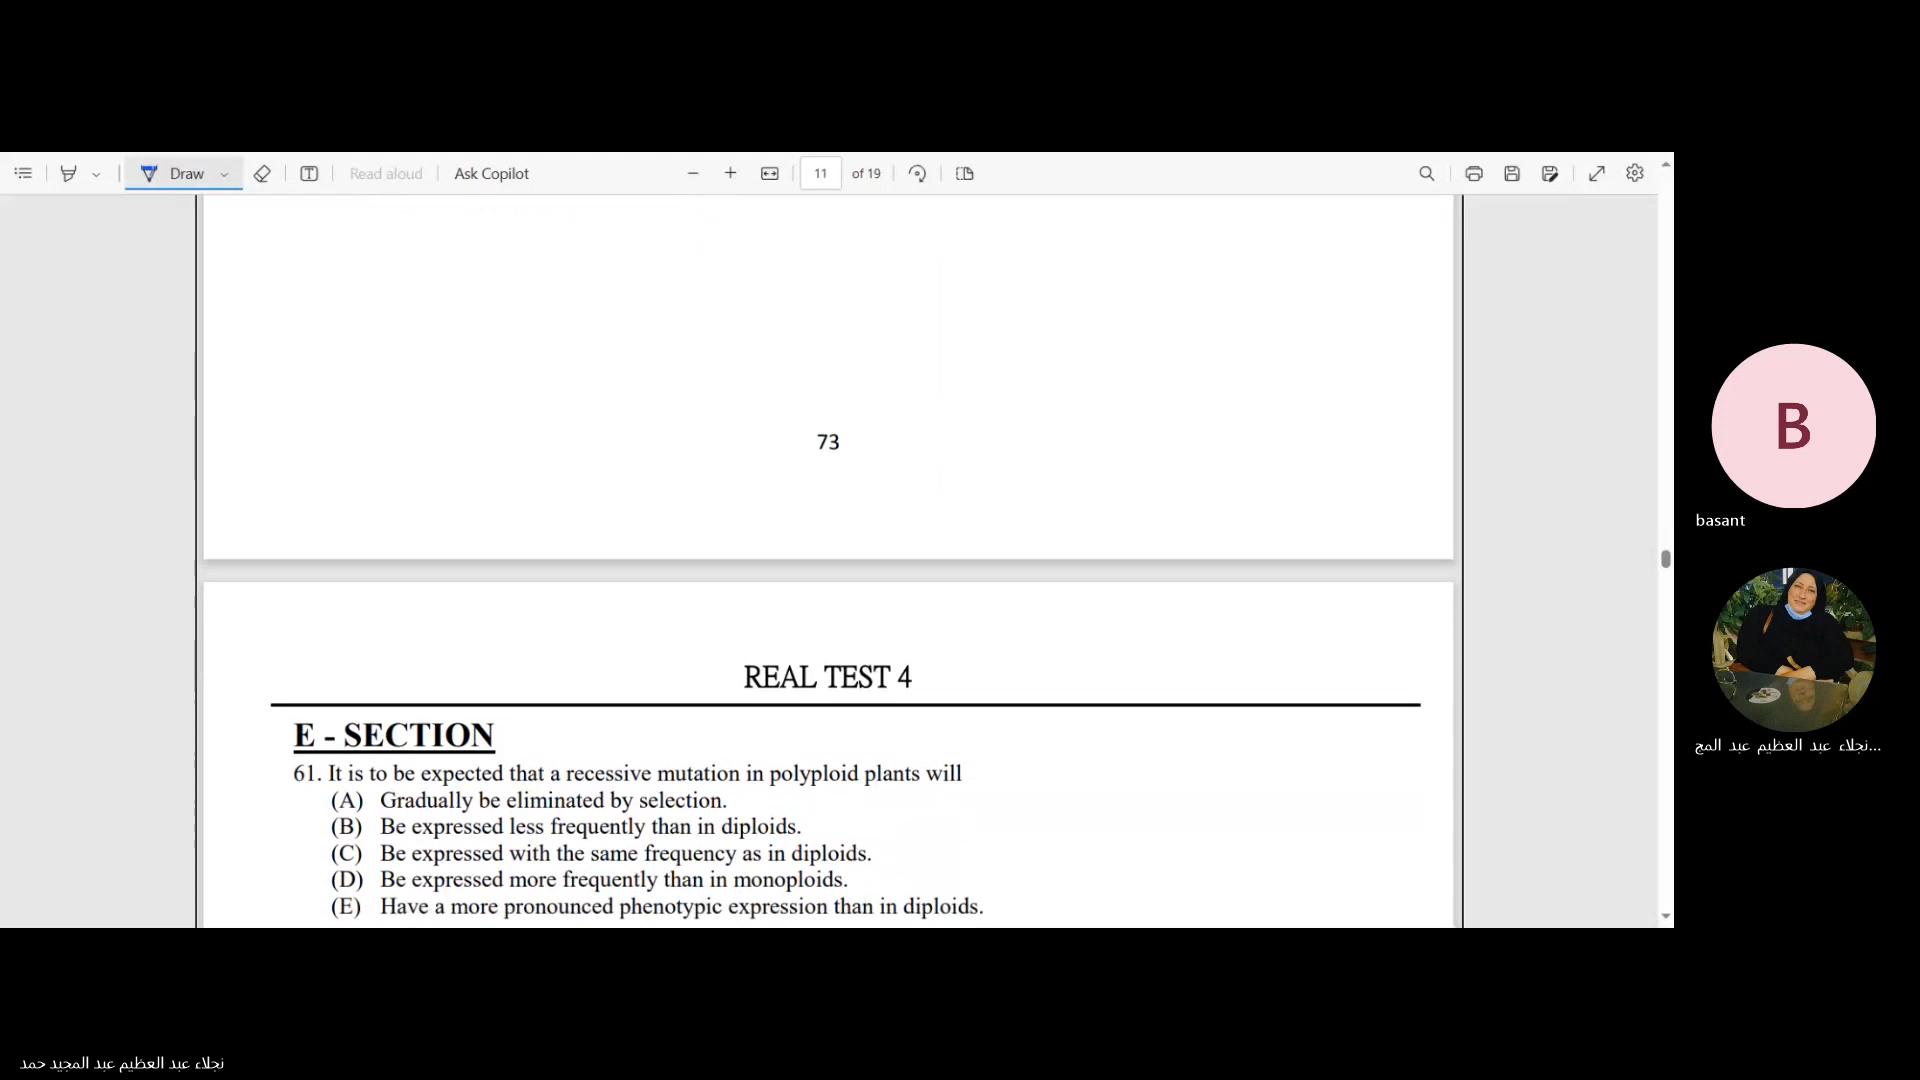 Draw
Read aloud
Ask Copilot
11 of 19
73
REAL TEST 4
E - SECTION
61. It is to be expected that a recessive mutation in polyploid plants will
(A) Gradually be eliminated by selection.
(B) Be expressed less frequently than in diploids.
(C) Be expressed with the same frequency as in diploids.
(D) Be expressed more frequently than in monoploids.
(E) Have a more pronounced phenotypic expression than in diploids.
B
basant
نجلاء عبد العظيم عبد المج...
نجلاء عبد العظيم عبد المجيد حمد